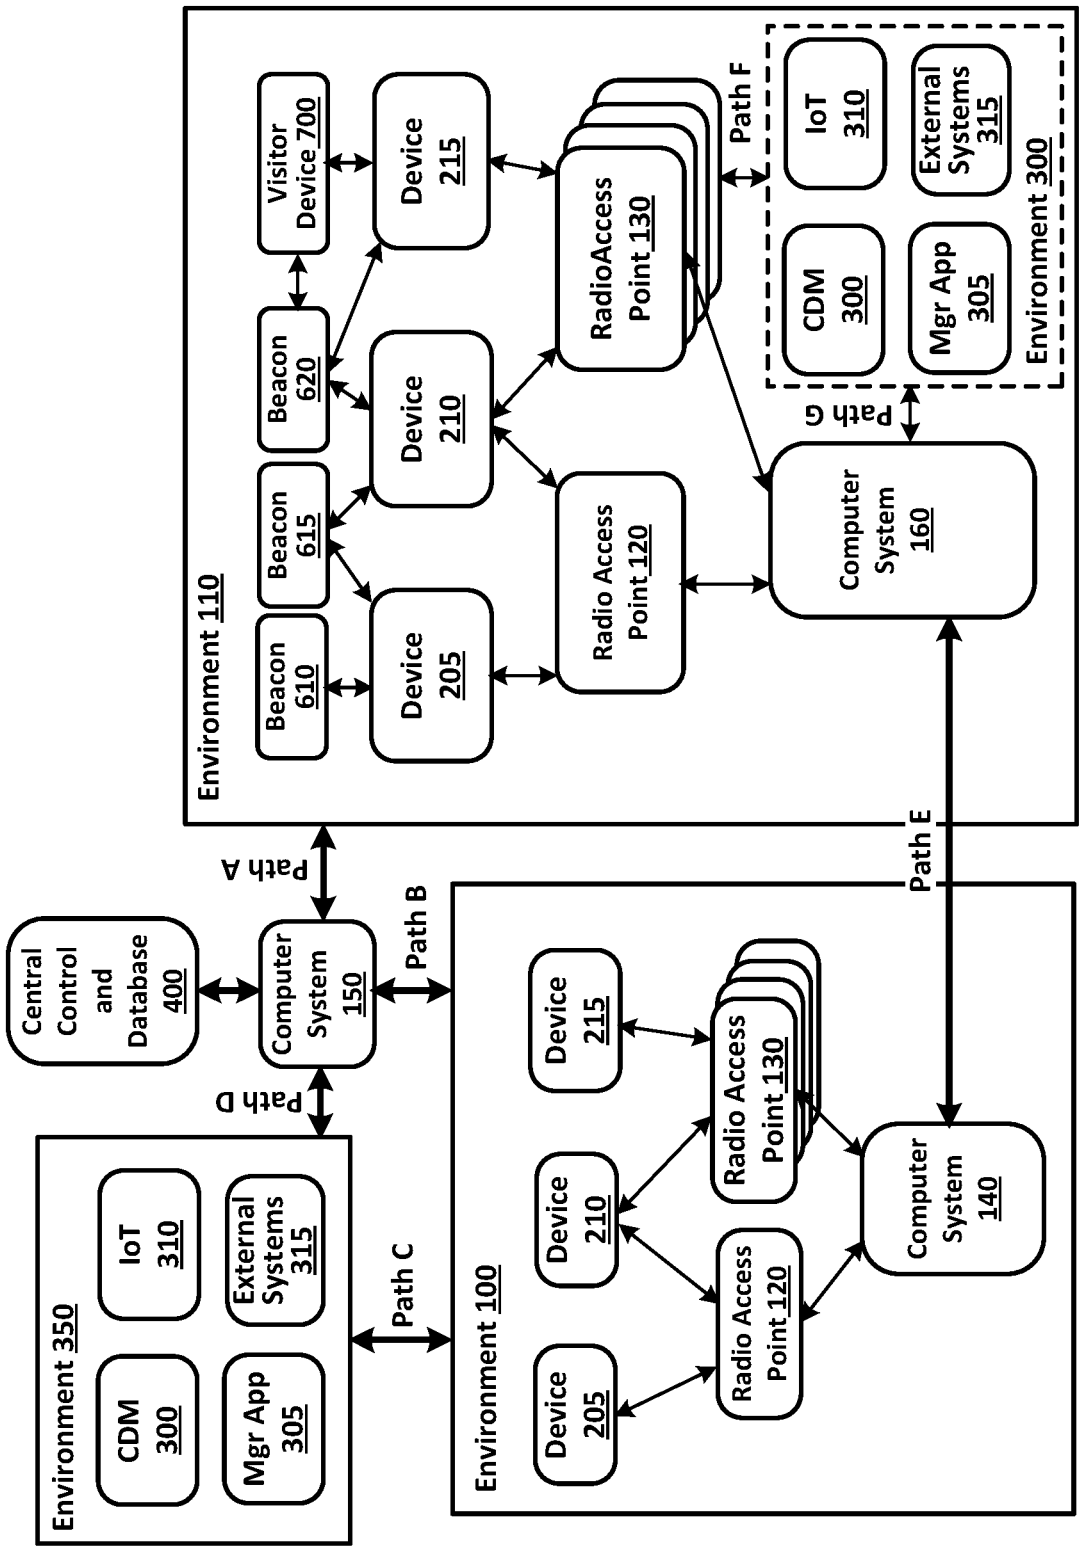 Environment 350
CDM
300
IoT
310
Mgr App
305
External
Systems
315
Path D
Path C
Central
Control
and
Database
400
Computer
System
150
Path A
Path B
Environment 100
Device
205
Device
210
Device
215
Radio Access
Point 120
Radio Access
Point 130
Computer
System
140
Path E
Environment 110
Beacon
610
Beacon
615
Beacon
620
Visitor
Device 700
Device
205
Device
210
Device
215
Radio Access
Point 120
RadioAccess
Point 130
Computer
System
160
Path G
Path F
CDM
300
IoT
310
Mgr App
305
External
Systems
315
Environment 300